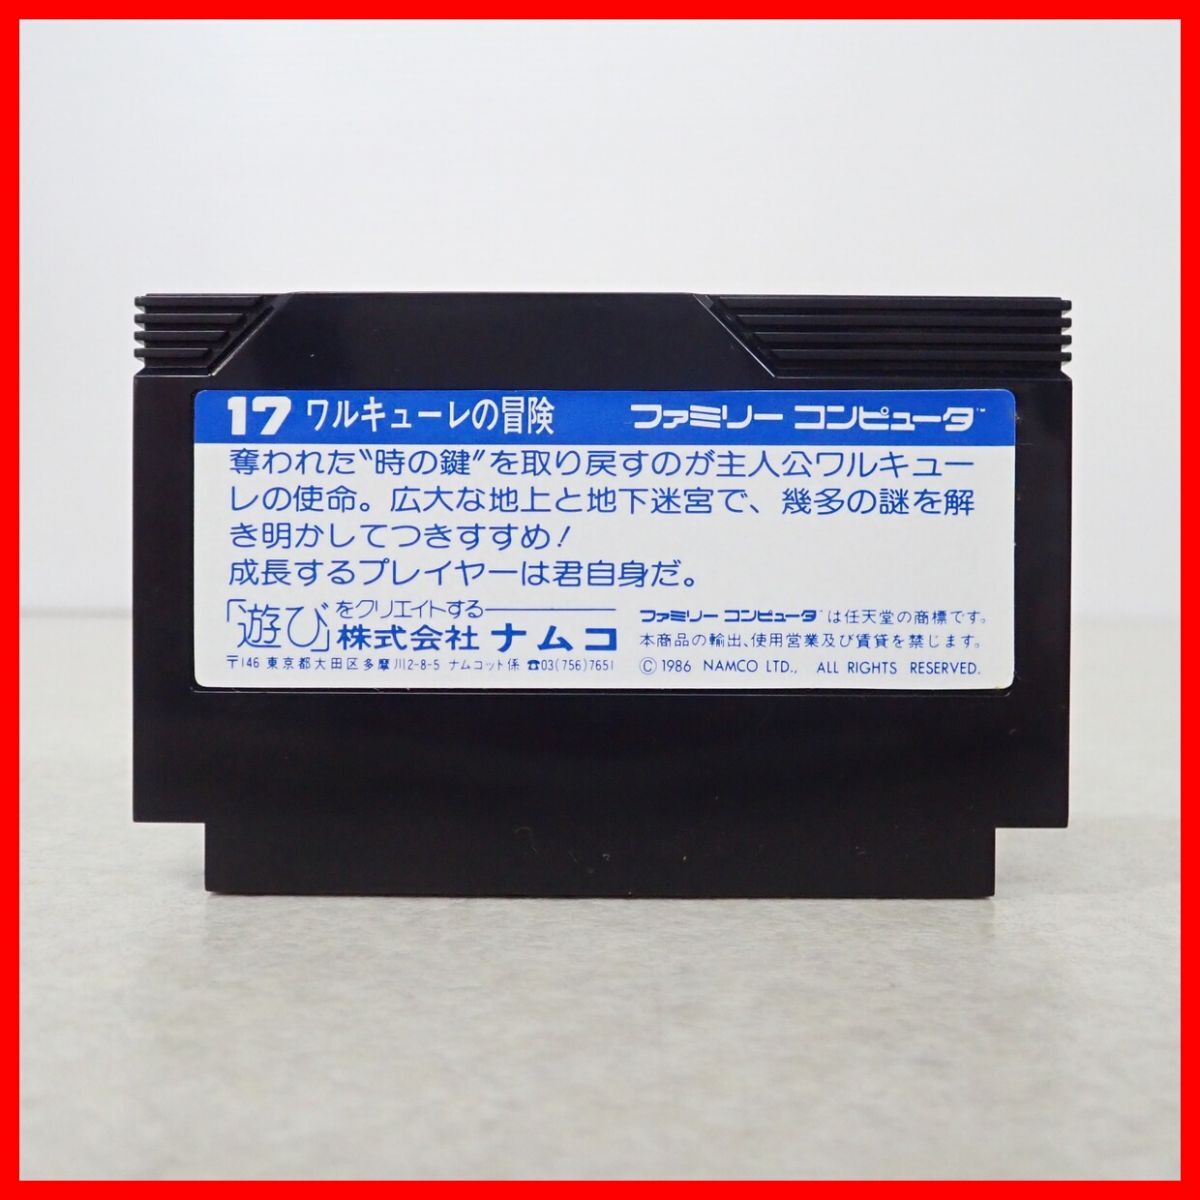 17 ワルキューレの冒険 ファミリー コンピュータ™
奪われた“時の鍵”を取り戻すのが主人公ワルキュー
レの使命。広大な地上と地下迷宮で、幾多の謎を解
き明かしてつきすすめ!
成長するプレイヤーは君自身だ。
「遊び」をクリエイトする
株式会社 ナムコ
〒146 東京都大田区多摩川2-8-5 ナムコット係 ☎03(756)7651
ファミリー コンピュータ™は任天堂の商標です。
本商品の輸出、使用営業及び賃貸を禁じます。
©1986 NAMCO LTD., ALL RIGHTS RESERVED.